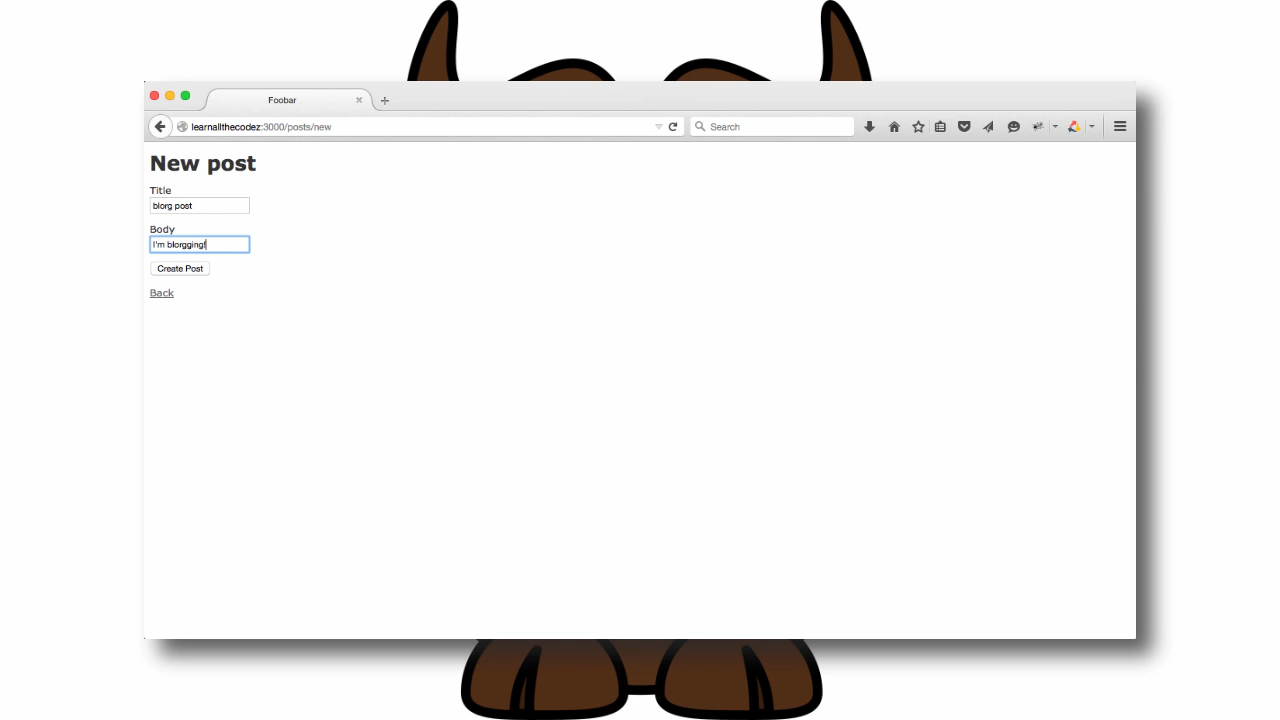 Foobar
learnallthecodez:3000/posts/new
Search
New post
Title
blorg post
Body
I'm blorgging!
Create Post
Back